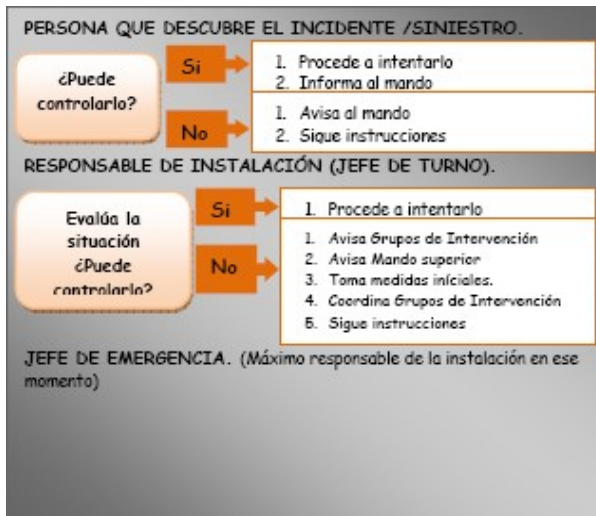 PERSONA QUE DESCUBRE EL INCIDENTE /SINIESTRO.
¿Puede
controlarlo?
Si
1. Procede a intentarlo
2. Informa al mando
No
1. Avisa al mando
2. Sigue instrucciones
RESPONSABLE DE INSTALACIÓN (JEFE DE TURNO).
Evalúa la
situación
¿Puede
controlarlo?
Si
1. Procede a intentarlo
No
1. Avisa Grupos de Intervención
2. Avisa Mando superior
3. Toma medidas iníciales.
4. Coordina Grupos de Intervención
5. Sigue instrucciones
JEFE DE EMERGENCIA. (Máximo responsable de la instalación en ese
momento)